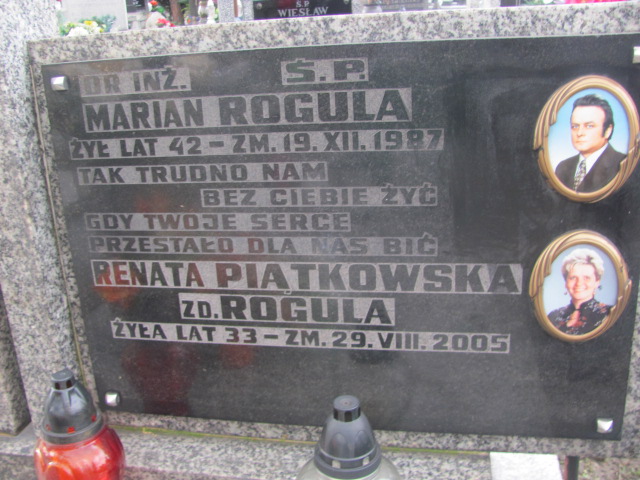 Ś.P.
WIESŁAW
DR INŻ. Ś.P.
MARIAN ROGULA
ŻYŁ LAT 42 – ZM. 19.XII.1987
TAK TRUDNO NAM
BEZ CIEBIE ŻYĆ
GDY TWOJE SERCE
PRZESTAŁO DLA NAS BIĆ
RENATA PIĄTKOWSKA
ZD. ROGULA
ŻYŁA LAT 33 – ZM. 29.VIII.2005